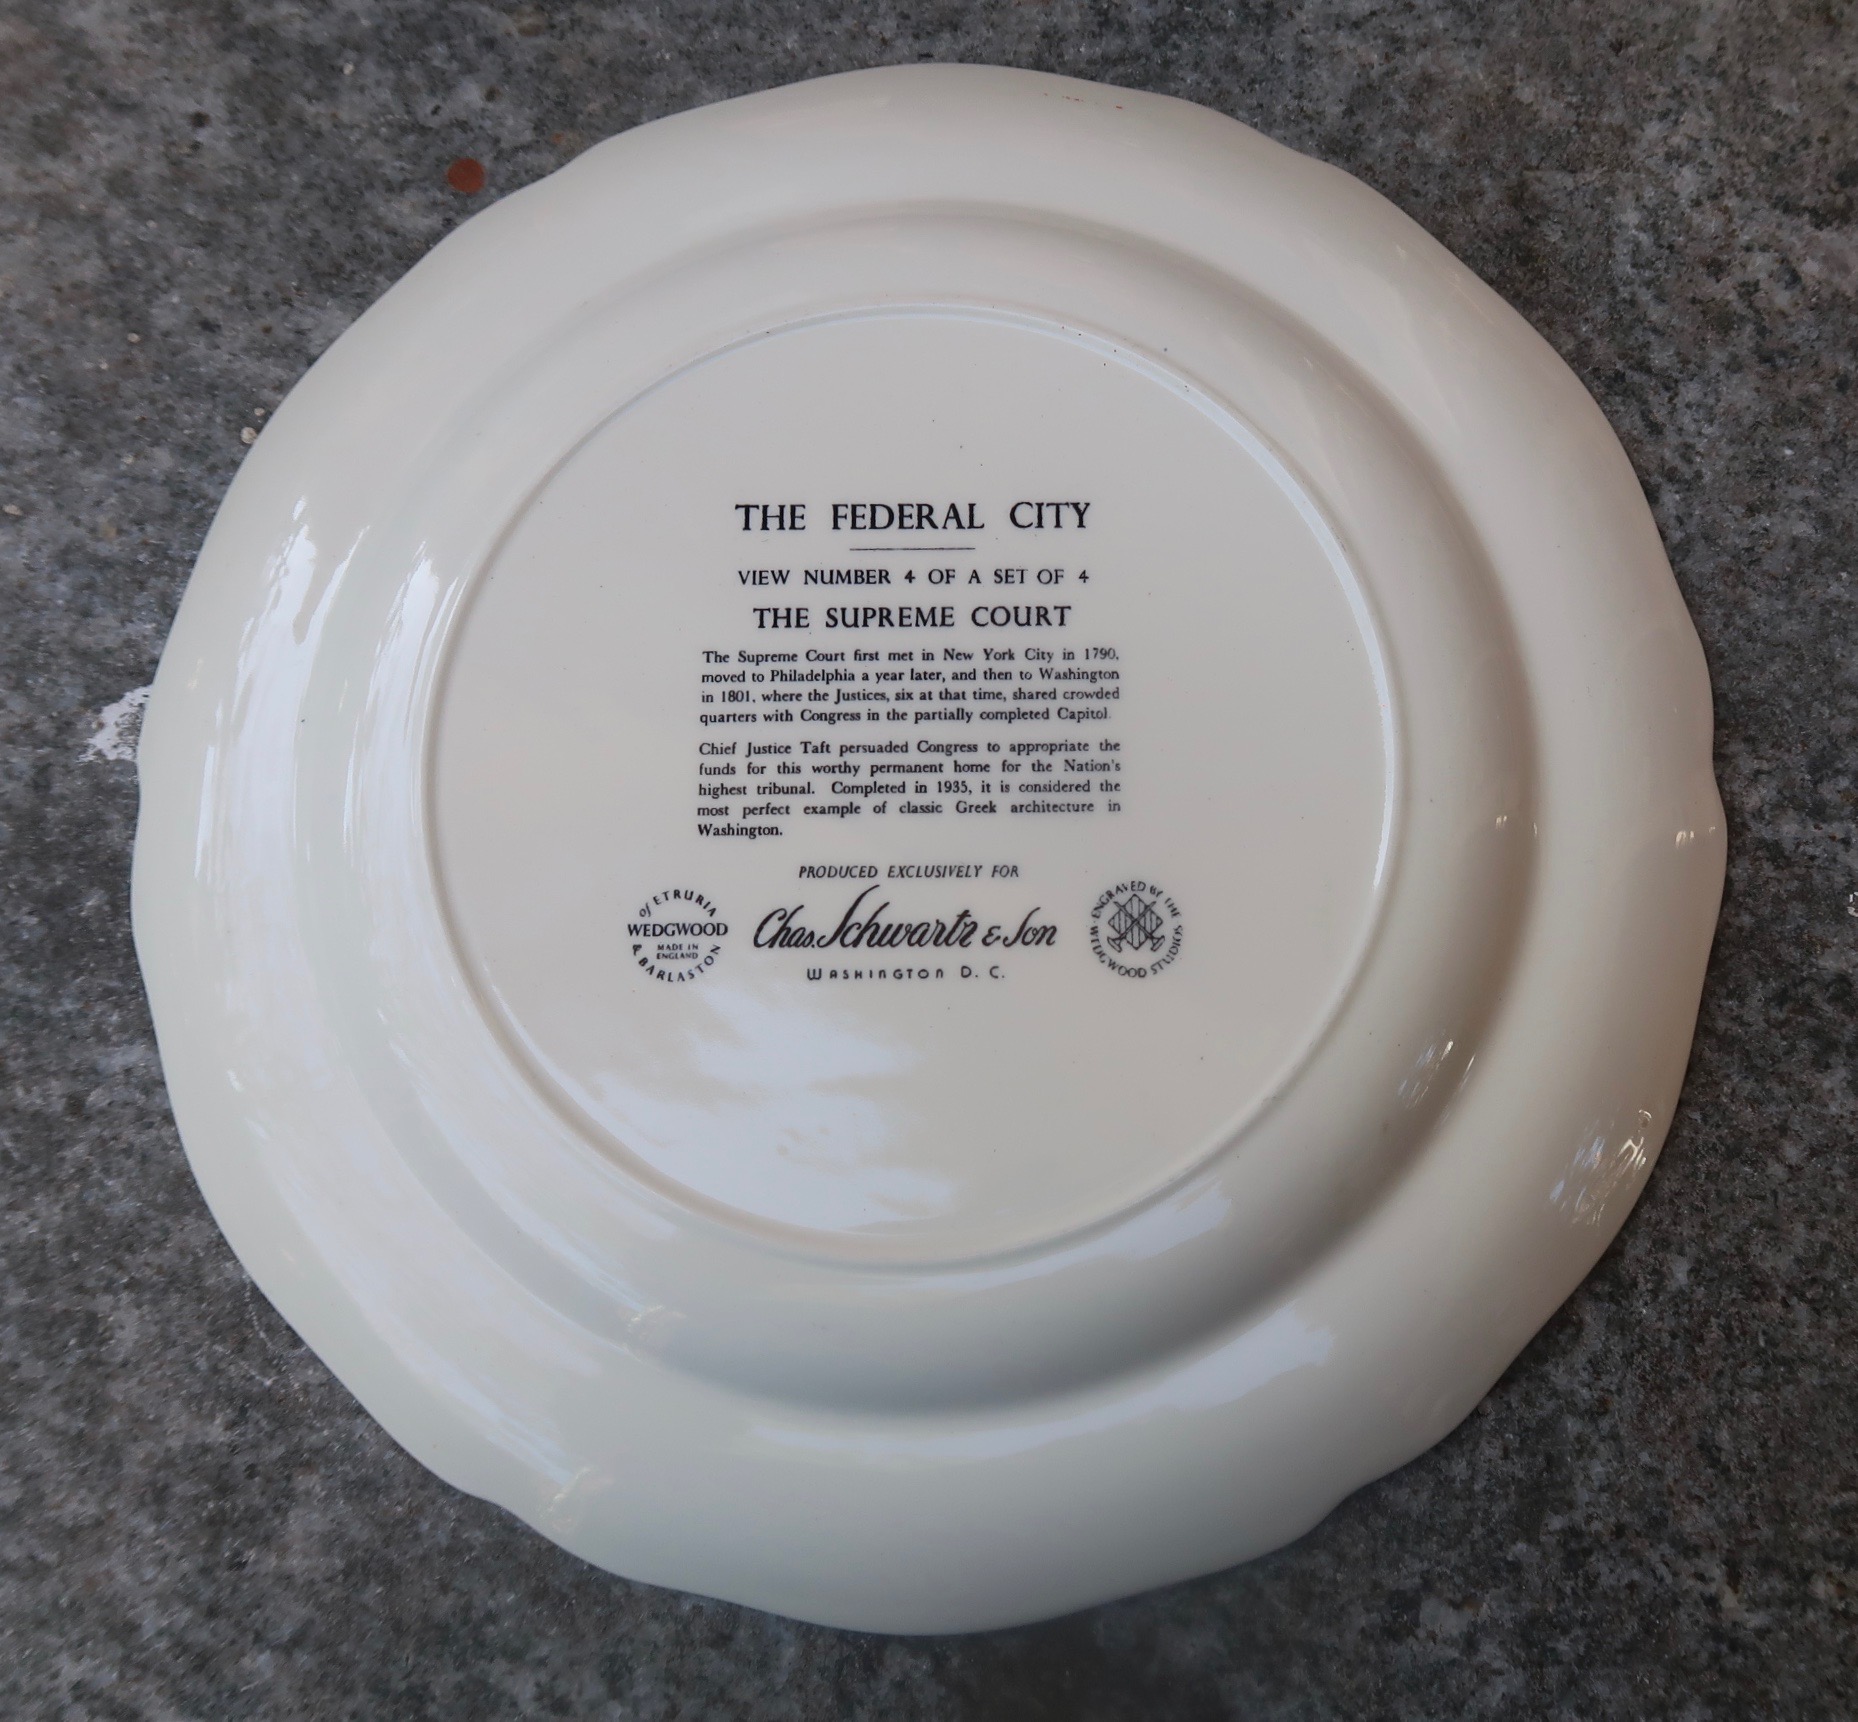 THE FEDERAL CITY
VIEW NUMBER 4 OF A SET OF 4
THE SUPREME COURT
The Supreme Court first met in New York City in 1790,
moved to Philadelphia a year later, and then to Washington
in 1801, where the Justices, six at that time, shared crowded
quarters with Congress in the partially completed Capitol.
Chief Justice Taft persuaded Congress to appropriate the
funds for this worthy permanent home for the Nation's
highest tribunal. Completed in 1935, it is considered the
most perfect example of classic Greek architecture in
Washington.
PRODUCED EXCLUSIVELY FOR
of ETRURIA
WEDGWOOD
MADE IN
ENGLAND
& BARLASTON
Chas. Schwartz & Son
WASHINGTON D. C.
ENGRAVED BY THE
WEDGWOOD STUDIOS